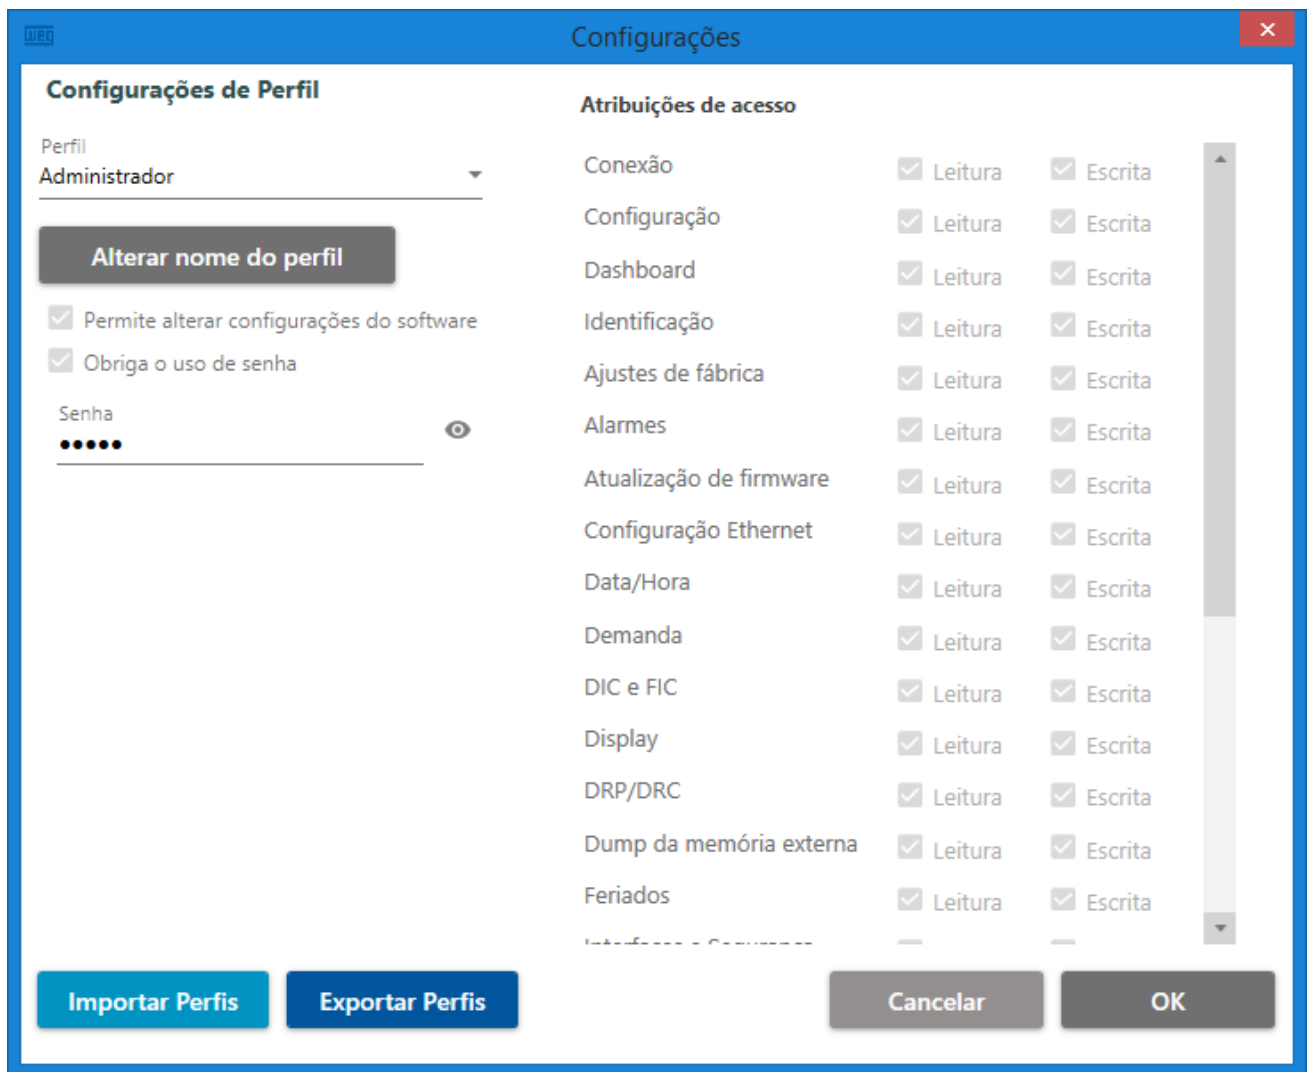 weg
Configurações
Configurações de Perfil
Perfil
Administrador
Alterar nome do perfil
Permite alterar configurações do software
Obriga o uso de senha
Senha
•••••
Atribuições de acesso
Conexão Leitura Escrita
Configuração Leitura Escrita
Dashboard Leitura Escrita
Identificação Leitura Escrita
Ajustes de fábrica Leitura Escrita
Alarmes Leitura Escrita
Atualização de firmware Leitura Escrita
Configuração Ethernet Leitura Escrita
Data/Hora Leitura Escrita
Demanda Leitura Escrita
DIC e FIC Leitura Escrita
Display Leitura Escrita
DRP/DRC Leitura Escrita
Dump da memória externa Leitura Escrita
Feriados Leitura Escrita
Importar Perfis
Exportar Perfis
Cancelar
OK